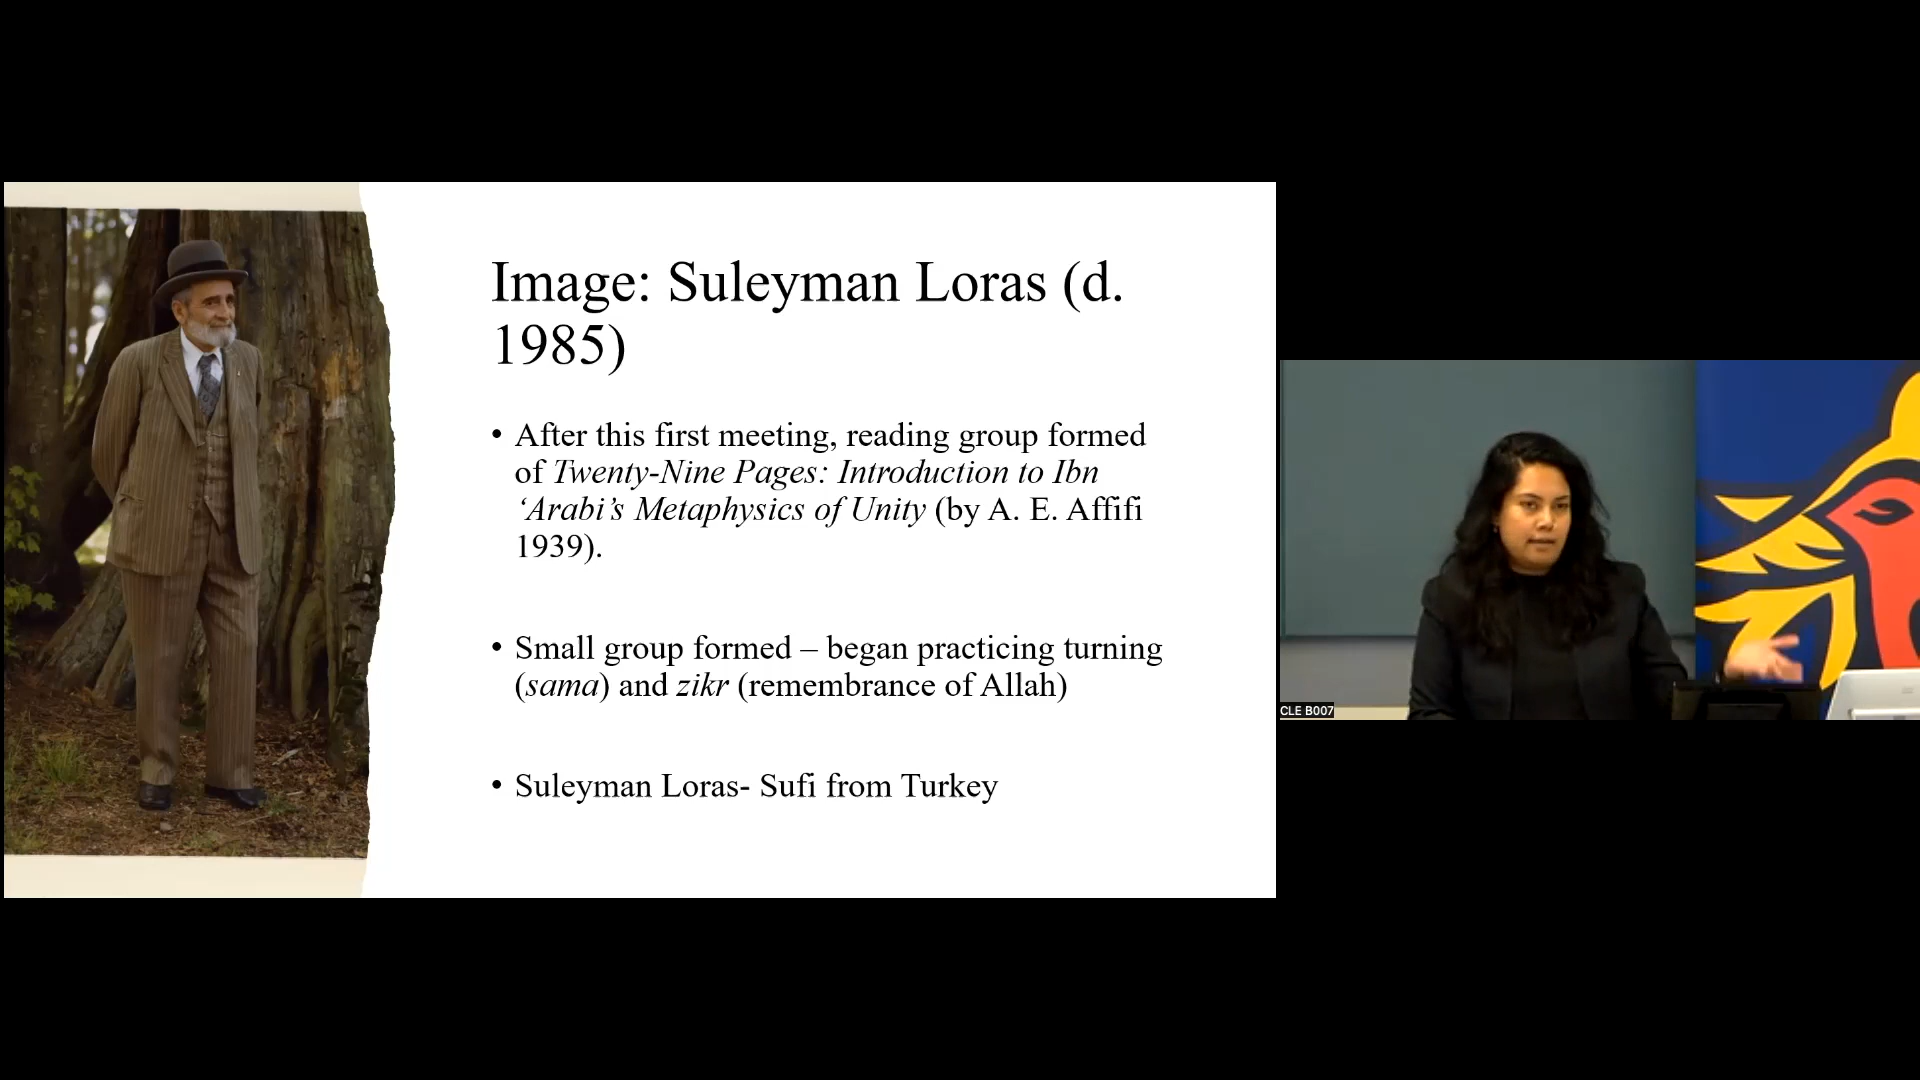 Image: Suleyman Loras (d.
1985)
• After this first meeting, reading group formed
of Twenty-Nine Pages: Introduction to Ibn
‘Arabi’s Metaphysics of Unity (by A. E. Affifi
1939).
• Small group formed – began practicing turning
(sama) and zikr (remembrance of Allah)
• Suleyman Loras- Sufi from Turkey
CLE B007